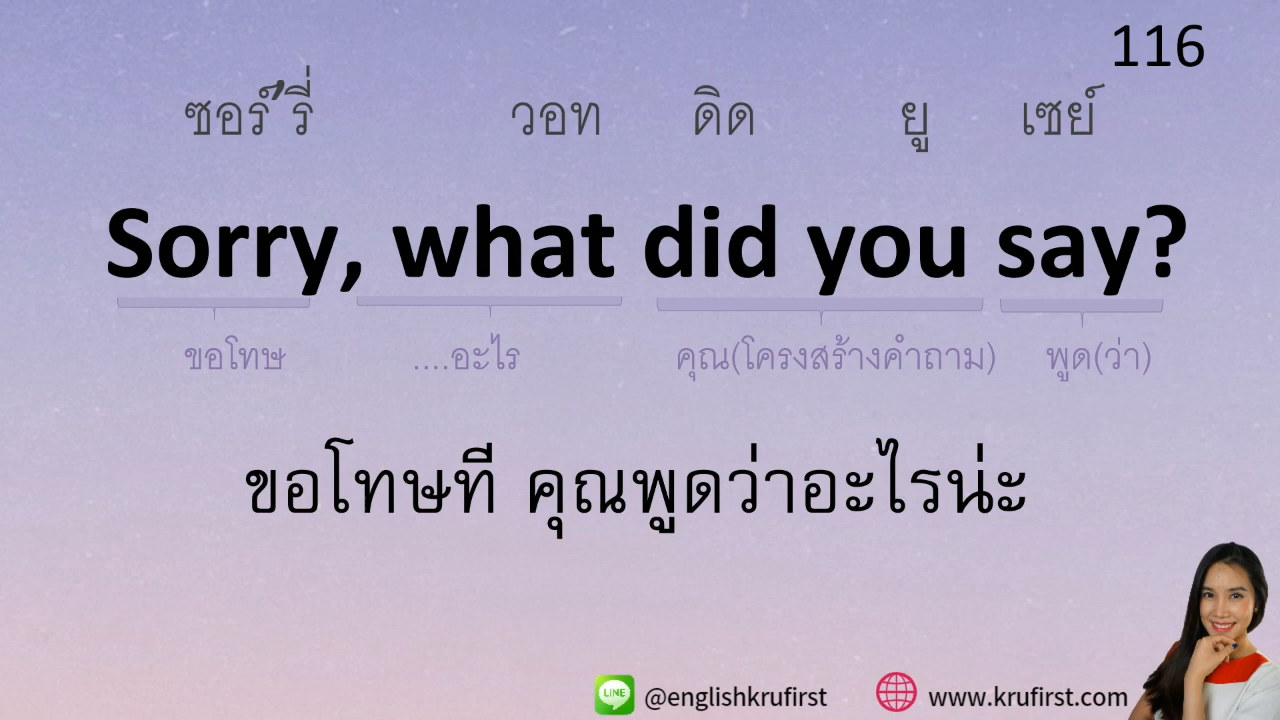 116
ซอร์'รี่ วอท ดิด ยู เซย์
Sorry, what did you say?
ขอโทษ ....อะไร คุณ(โครงสร้างคำถาม) พูด(ว่า)
ขอโทษที คุณพูดว่าอะไรน่ะ
LINE @englishkrufirst www.krufirst.com